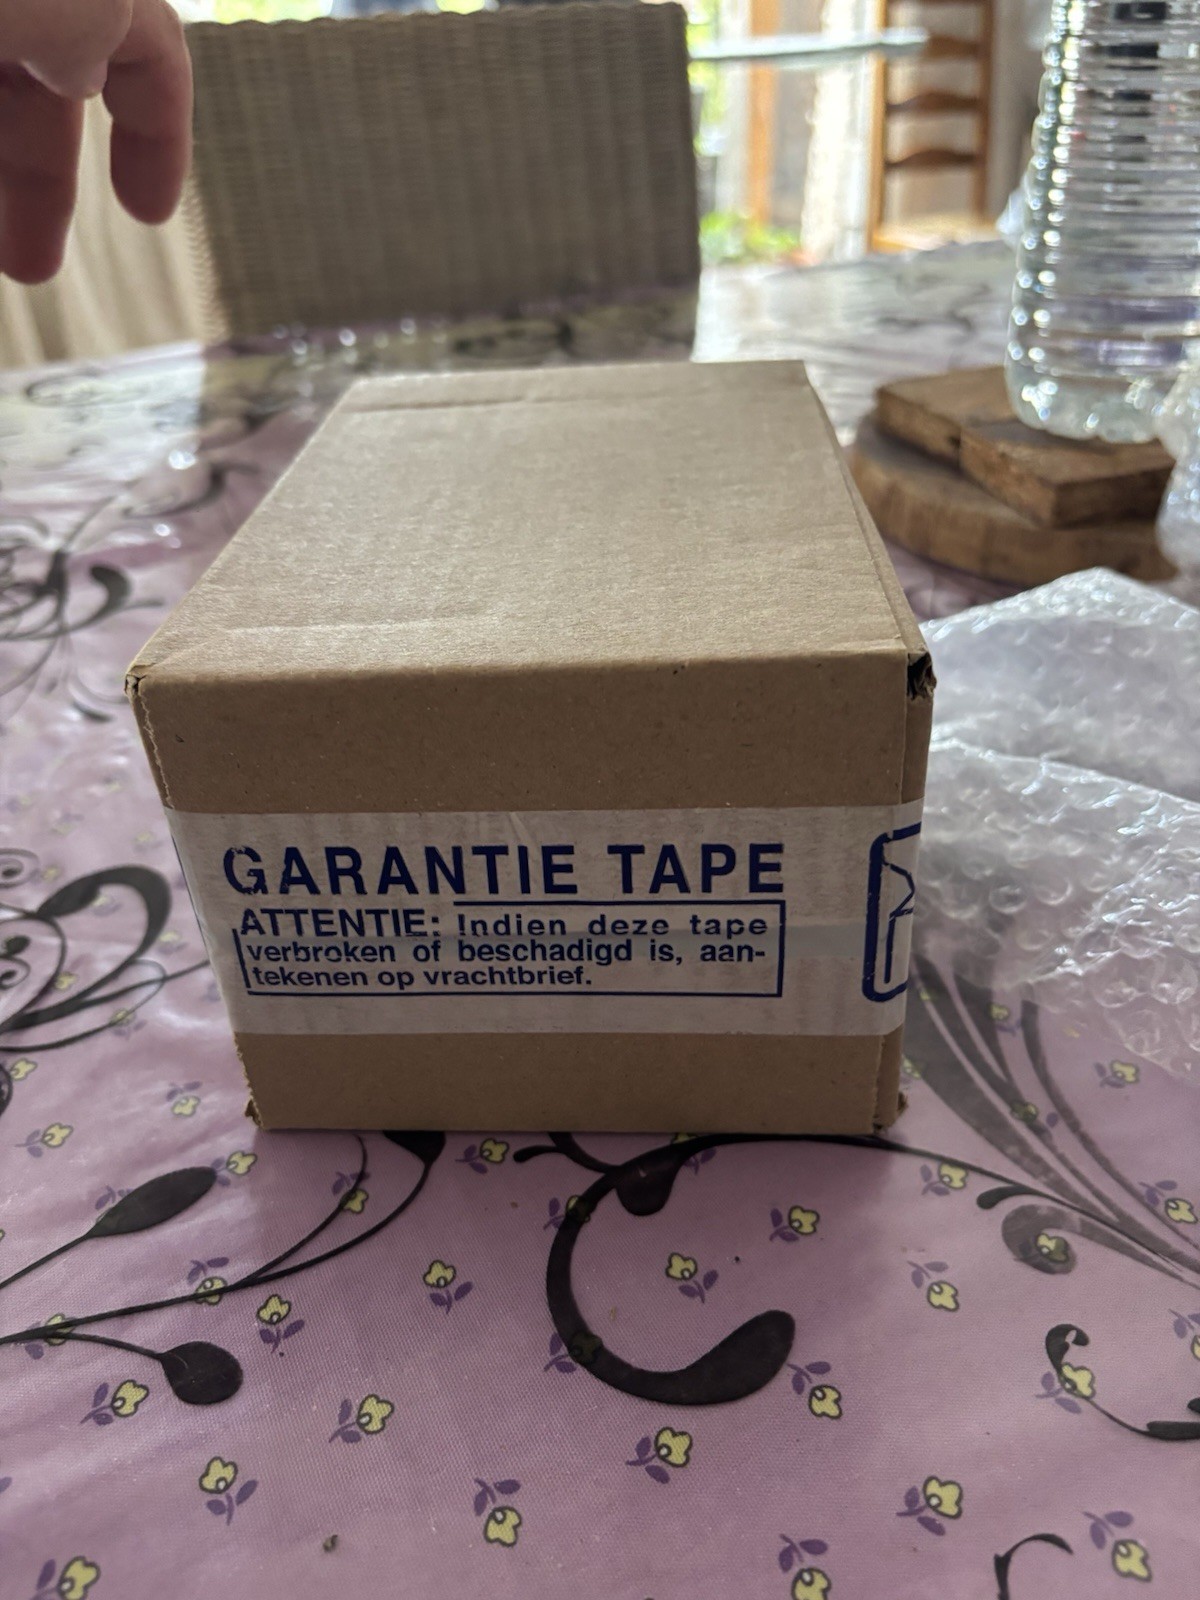 GARANTIE TAPE
ATTENTIE: Indien deze tape
verbroken of beschadigd is, aan-
tekenen op vrachtbrief.